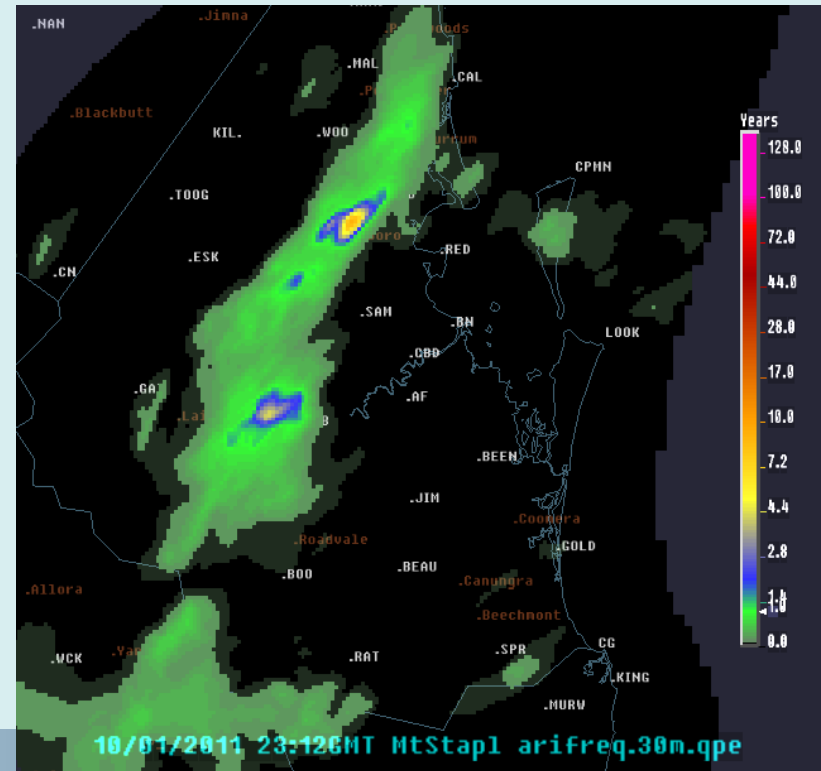 .NAN
.Jimna
.MAL
.CAL
.Blackbutt
KIL.
.WOO
Years
128.0
CPMN
.TOOG
100.0
72.0
.ESK
.RED
.CN
44.0
.SAM
.BN
28.0
LOOK
.CBD
17.0
.GA
.AF
10.0
.BEEN
7.2
.JIM
4.4
.Coomera
.Roadvale
.GOLD
2.8
.BOO
.BEAU
.Allora
.Canungra
1.0
.Beechmont
0.0
.WCK
.RAT
.SPR
CG
.KING
.MURW
10/01/2011 23:12GMT MtStapl arifreq.30m.qpe